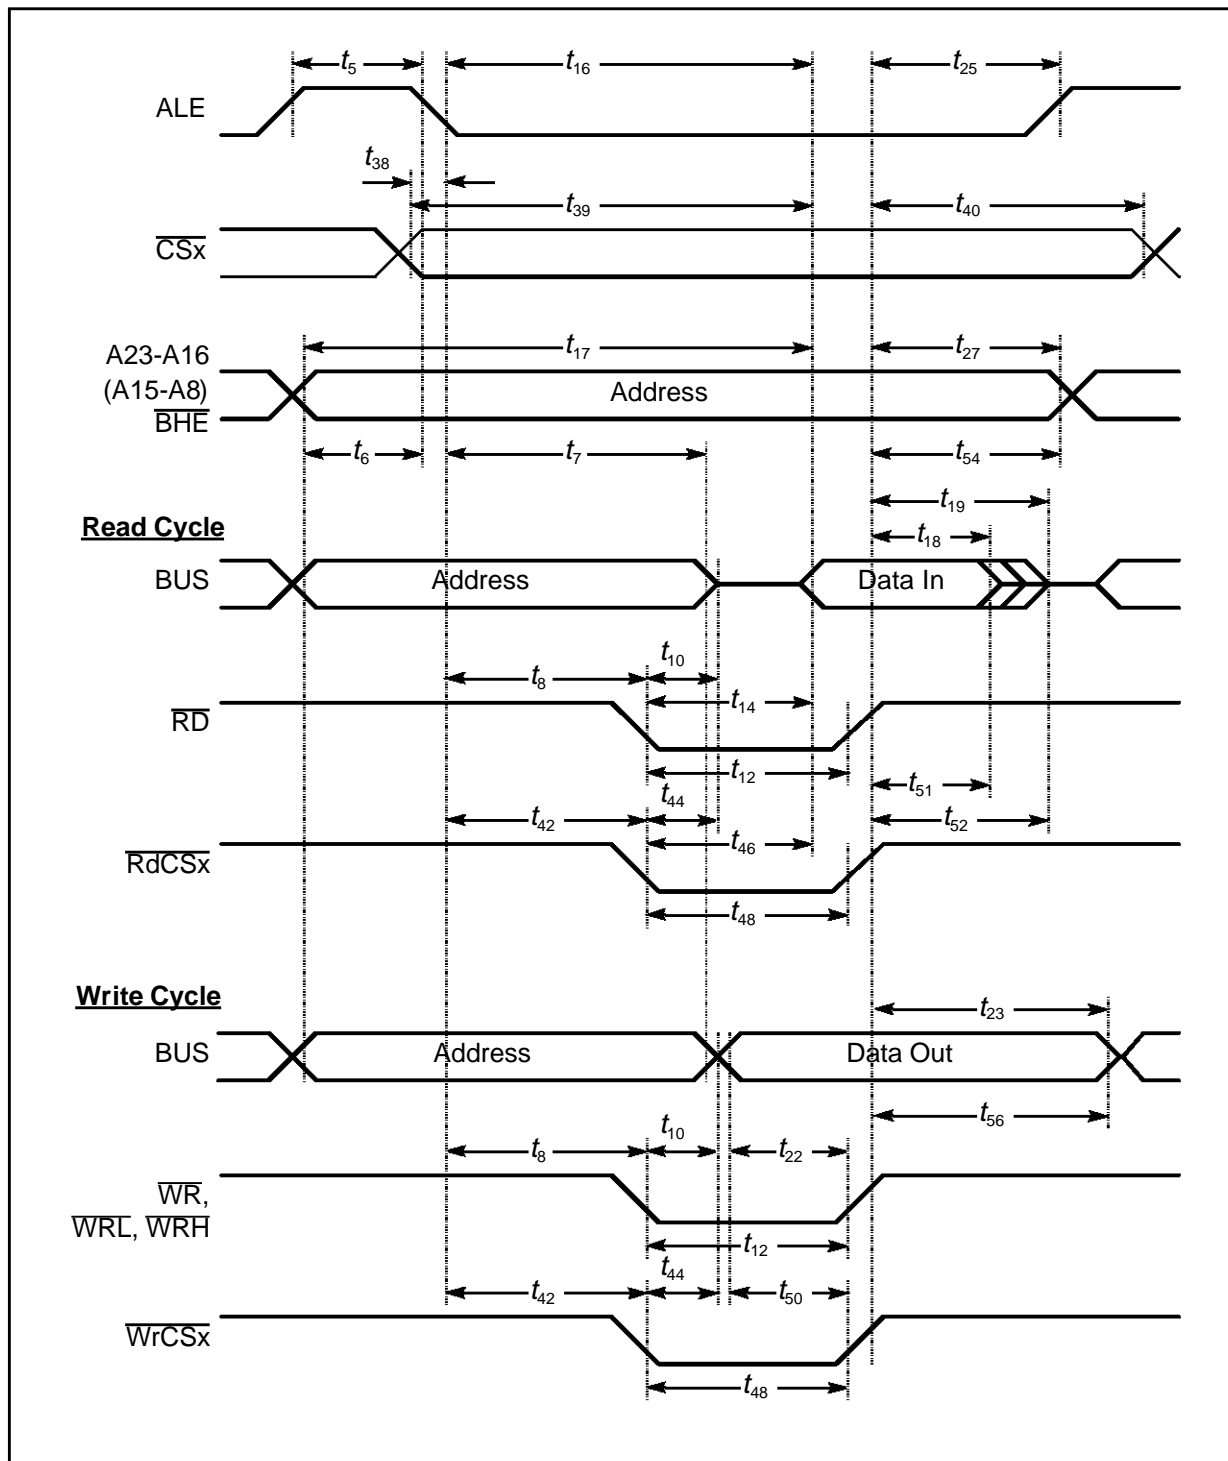 t5 t16 t25
ALE
t38
t39 t40
CSx
A23-A16 t17 t27
(A15-A8) Address
BHE
t6 t7 t54
t19
Read Cycle t18
BUS Address Data In
t10
t8
t14
RD
t12 t51
t44
t42 t52
t46
RdCSx
t48
Write Cycle
t23
BUS Address Data Out
t56
t10
t8 t22
WR,
WRL, WRH
t12
t44
t42 t50
WrCSx
t48